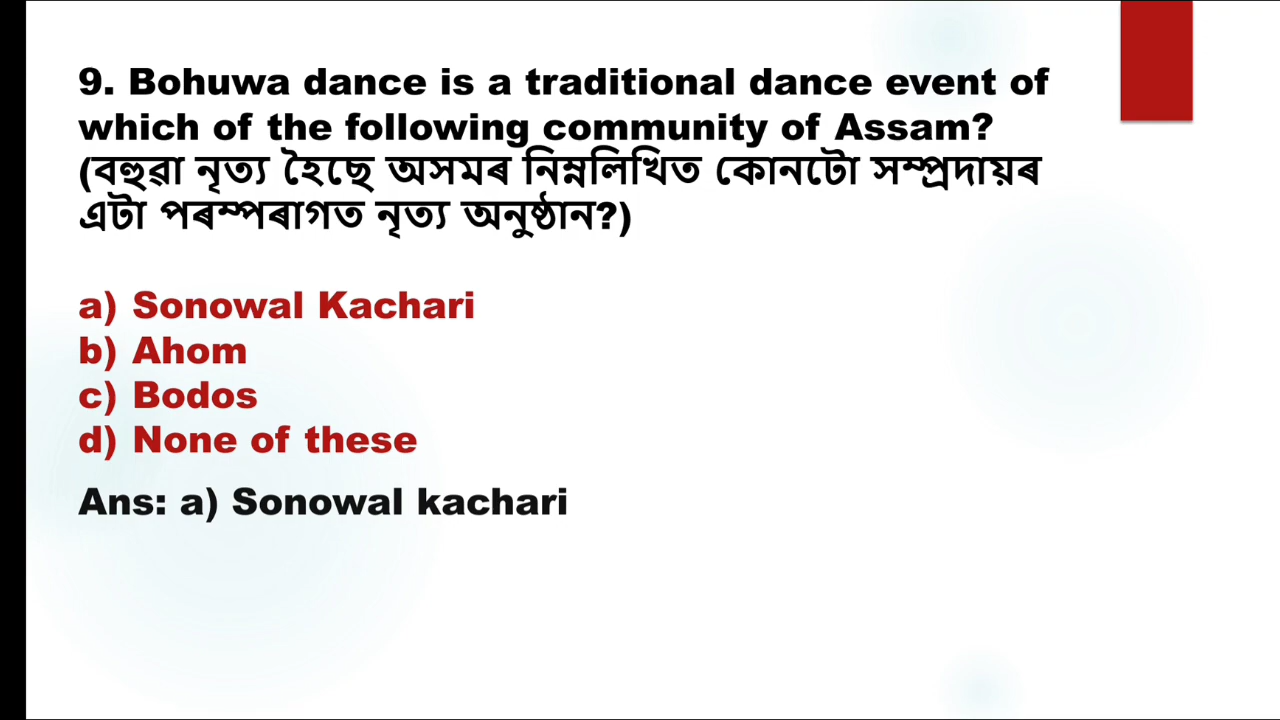 9. Bohuwa dance is a traditional dance event of
which of the following community of Assam?
(বহুৱা নৃত্য হৈছে অসমৰ নিম্নলিখিত কোনটো সম্প্ৰদায়ৰ
এটা পৰম্পৰাগত নৃত্য অনুষ্ঠান?)
a) Sonowal Kachari
b) Ahom
c) Bodos
d) None of these
Ans: a) Sonowal kachari